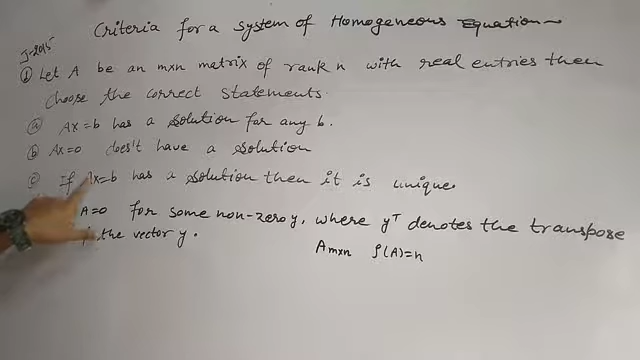 Criteria for a system of Homogeneous Equation
J-2015
① Let A be an mxn matrix of rank n with real entries then
choose the correct statements.
ⓐ Ax=b has a solution for any b.
ⓑ Ax=0 doesn't have a solution
ⓒ If Ax=b has a solution then it is unique.
A=0 for some non-zero y, where yᵀ denotes the transpose
the vector y.
Aₘₓₙ ρ(A)=n